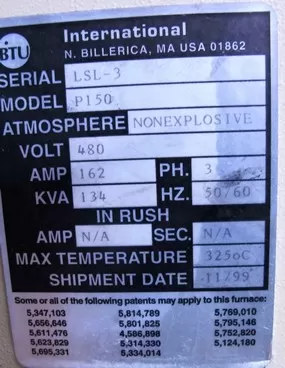 BTU International
N. BILLERICA, MA USA 01862
SERIAL LSL-3
MODEL P150
ATMOSPHERE NONEXPLOSIVE
VOLT 480
AMP 162 PH. 3
KVA 134 HZ. 50/60
IN RUSH
AMP N/A SEC. N/A
MAX TEMPERATURE 325oC
SHIPMENT DATE 11/99
Some or all of the following patents may apply to this furnace:
5,347,103 5,814,789 5,769,010
5,656,646 5,801,825 5,795,146
5,611,476 4,586,898 5,752,820
5,623,829 5,314,330 5,124,180
5,695,331 5,334,014